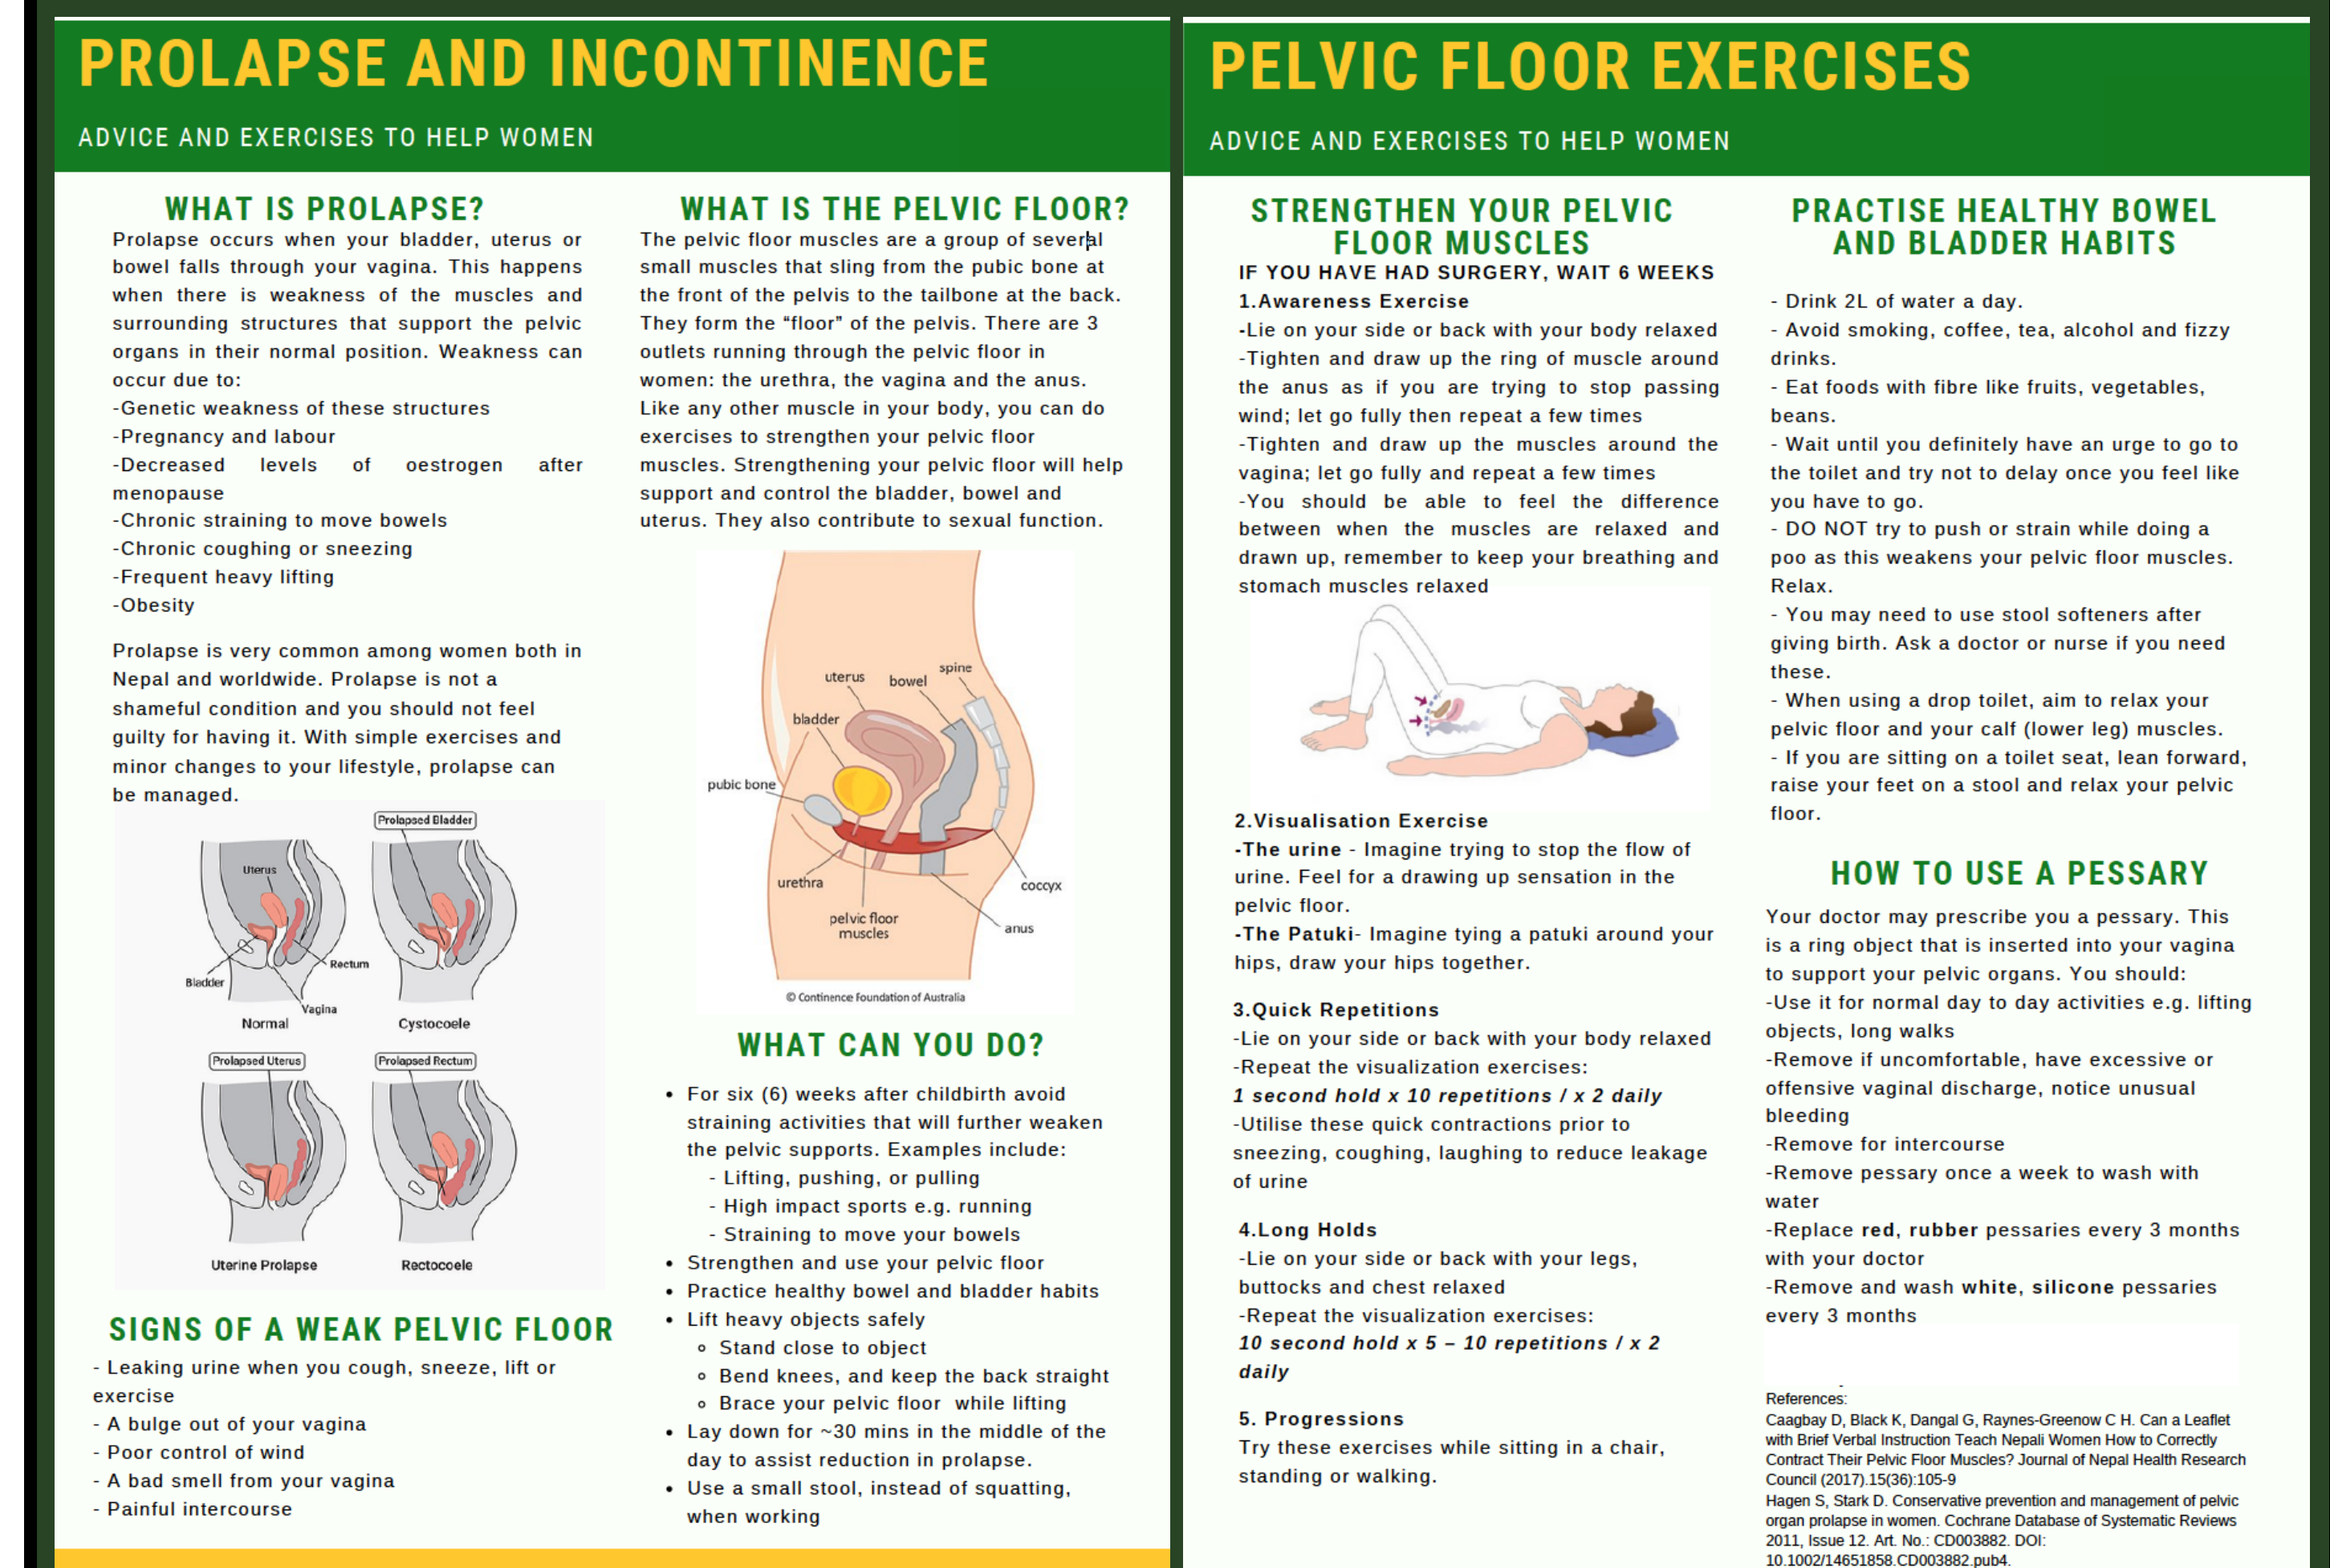 PROLAPSE AND INCONTINENCE
ADVICE AND EXERCISES TO HELP WOMEN
WHAT IS PROLAPSE?
Prolapse occurs when your bladder, uterus or
bowel falls through your vagina. This happens
when there is weakness of the muscles and
surrounding structures that support the pelvic
organs in their normal position. Weakness can
occur due to:
-Genetic weakness of these structures
-Pregnancy and labour
-Decreased levels of oestrogen after
menopause
-Chronic straining to move bowels
-Chronic coughing or sneezing
-Frequent heavy lifting
-Obesity
Prolapse is very common among women both in
Nepal and worldwide. Prolapse is not a
shameful condition and you should not feel
guilty for having it. With simple exercises and
minor changes to your lifestyle, prolapse can
be managed.
Prolapsed Bladder
Uterus
Rectum
Bladder
Vagina
Normal
Cystocoele
Prolapsed Uterus
Prolapsed Rectum
Uterine Prolapse
Rectocoele
SIGNS OF A WEAK PELVIC FLOOR
- Leaking urine when you cough, sneeze, lift or
exercise
- A bulge out of your vagina
- Poor control of wind
- A bad smell from your vagina
- Painful intercourse
WHAT IS THE PELVIC FLOOR?
The pelvic floor muscles are a group of several
small muscles that sling from the pubic bone at
the front of the pelvis to the tailbone at the back.
They form the “floor” of the pelvis. There are 3
outlets running through the pelvic floor in
women: the urethra, the vagina and the anus.
Like any other muscle in your body, you can do
exercises to strengthen your pelvic floor
muscles. Strengthening your pelvic floor will help
support and control the bladder, bowel and
uterus. They also contribute to sexual function.
spine
uterus
bowel
bladder
pubic bone
urethra
coccyx
pelvic floor
muscles
anus
© Continence Foundation of Australia
WHAT CAN YOU DO?
• For six (6) weeks after childbirth avoid
straining activities that will further weaken
the pelvic supports. Examples include:
- Lifting, pushing, or pulling
- High impact sports e.g. running
- Straining to move your bowels
• Strengthen and use your pelvic floor
• Practice healthy bowel and bladder habits
• Lift heavy objects safely
◦ Stand close to object
◦ Bend knees, and keep the back straight
◦ Brace your pelvic floor while lifting
• Lay down for ~30 mins in the middle of the
day to assist reduction in prolapse.
• Use a small stool, instead of squatting,
when working
PELVIC FLOOR EXERCISES
ADVICE AND EXERCISES TO HELP WOMEN
STRENGTHEN YOUR PELVIC
FLOOR MUSCLES
IF YOU HAVE HAD SURGERY, WAIT 6 WEEKS
1.Awareness Exercise
-Lie on your side or back with your body relaxed
-Tighten and draw up the ring of muscle around
the anus as if you are trying to stop passing
wind; let go fully then repeat a few times
-Tighten and draw up the muscles around the
vagina; let go fully and repeat a few times
-You should be able to feel the difference
between when the muscles are relaxed and
drawn up, remember to keep your breathing and
stomach muscles relaxed
2.Visualisation Exercise
-The urine - Imagine trying to stop the flow of
urine. Feel for a drawing up sensation in the
pelvic floor.
-The Patuki- Imagine tying a patuki around your
hips, draw your hips together.
3.Quick Repetitions
-Lie on your side or back with your body relaxed
-Repeat the visualization exercises:
1 second hold x 10 repetitions / x 2 daily
-Utilise these quick contractions prior to
sneezing, coughing, laughing to reduce leakage
of urine
4.Long Holds
-Lie on your side or back with your legs,
buttocks and chest relaxed
-Repeat the visualization exercises:
10 second hold x 5 – 10 repetitions / x 2
daily
5. Progressions
Try these exercises while sitting in a chair,
standing or walking.
PRACTISE HEALTHY BOWEL
AND BLADDER HABITS
- Drink 2L of water a day.
- Avoid smoking, coffee, tea, alcohol and fizzy
drinks.
- Eat foods with fibre like fruits, vegetables,
beans.
- Wait until you definitely have an urge to go to
the toilet and try not to delay once you feel like
you have to go.
- DO NOT try to push or strain while doing a
poo as this weakens your pelvic floor muscles.
Relax.
- You may need to use stool softeners after
giving birth. Ask a doctor or nurse if you need
these.
- When using a drop toilet, aim to relax your
pelvic floor and your calf (lower leg) muscles.
- If you are sitting on a toilet seat, lean forward,
raise your feet on a stool and relax your pelvic
floor.
HOW TO USE A PESSARY
Your doctor may prescribe you a pessary. This
is a ring object that is inserted into your vagina
to support your pelvic organs. You should:
-Use it for normal day to day activities e.g. lifting
objects, long walks
-Remove if uncomfortable, have excessive or
offensive vaginal discharge, notice unusual
bleeding
-Remove for intercourse
-Remove pessary once a week to wash with
water
-Replace red, rubber pessaries every 3 months
with your doctor
-Remove and wash white, silicone pessaries
every 3 months
References:
Caagbay D, Black K, Dangal G, Raynes-Greenow C H. Can a Leaflet
with Brief Verbal Instruction Teach Nepali Women How to Correctly
Contract Their Pelvic Floor Muscles? Journal of Nepal Health Research
Council (2017).15(36):105-9
Hagen S, Stark D. Conservative prevention and management of pelvic
organ prolapse in women. Cochrane Database of Systematic Reviews
2011, Issue 12. Art. No.: CD003882. DOI:
10.1002/14651858.CD003882.pub4.